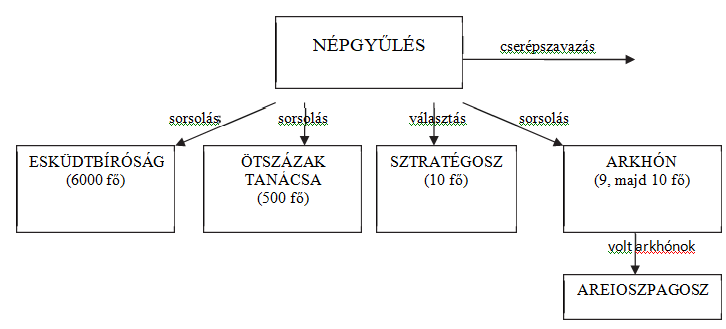 NÉPGYŰLÉS
cserépszavazás
sorsolás
sorsolás
választás
sorsolás
ESKÜDTBÍRÓSÁG
(6000 fő)
ÖTSZÁZAK
TANÁCSA
(500 fő)
SZTRATÉGOSZ
(10 fő)
ARKHÓN
(9, majd 10 fő)
volt arkhónok
AREIOSZPAGOSZ